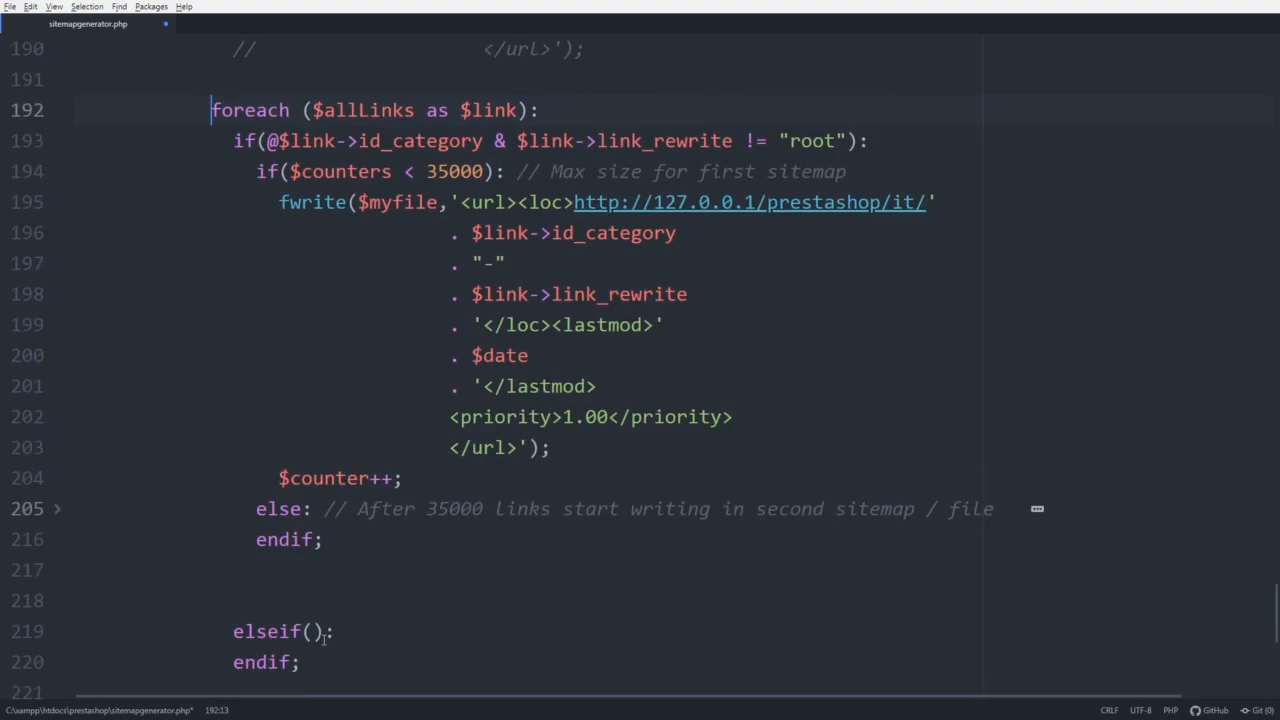 File Edit View Selection Find Packages Help
sitemapgenerator.php
190 // </url>');
191
192 foreach ($allLinks as $link):
193 if(@$link->id_category & $link->link_rewrite != "root"):
194 if($counters < 35000): // Max size for first sitemap
195 fwrite($myfile,'<url><loc>http://127.0.0.1/prestashop/it/'
196 . $link->id_category
197 . "-"
198 . $link->link_rewrite
199 . '</loc><lastmod>'
200 . $date
201 . '</lastmod>
202 <priority>1.00</priority>
203 </url>');
204 $counter++;
205 else: // After 35000 links start writing in second sitemap / file
216 endif;
217
218
219 elseif():
220 endif;
221
C:\xampp\htdocs\prestashop\sitemapgenerator.php* 192:13 CRLF UTF-8 PHP GitHub Git (0)